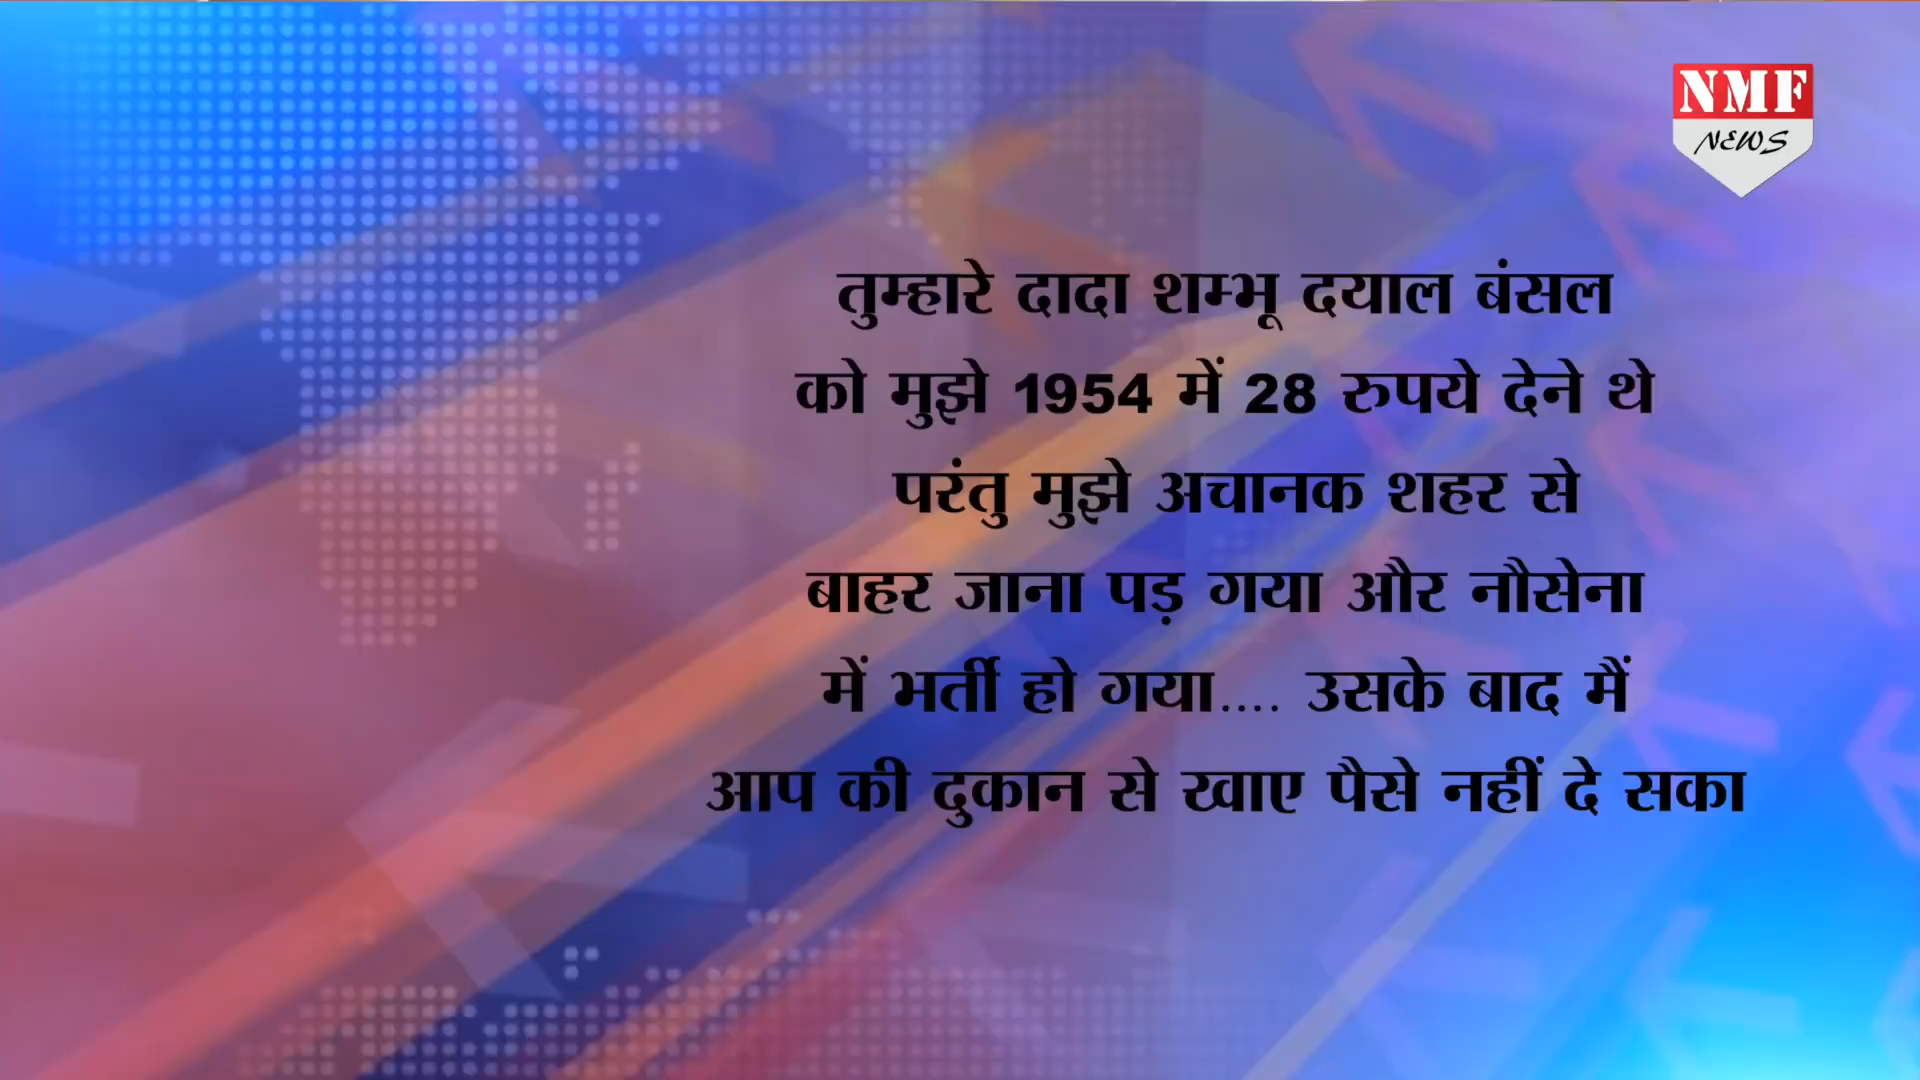 NMF
NEWS
तुम्हारे दादा शम्भू दयाल बंसल
को मुझे 1954 में 28 रुपये देने थे
परंतु मुझे अचानक शहर से
बाहर जाना पड़ गया और नौसेना
में भर्ती हो गया.... उसके बाद मैं
आप की दुकान से खाए पैसे नहीं दे सका